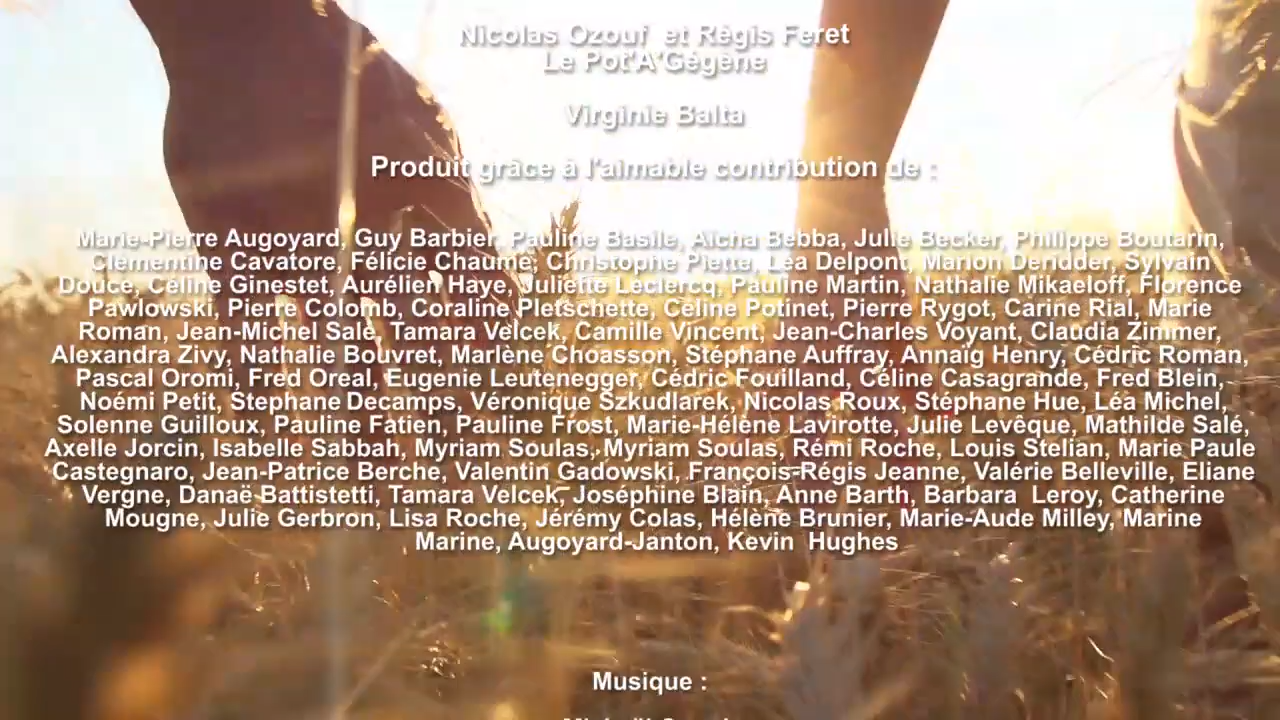 Nicolas Ozouf  et Règis Feret
Le Pot'A'Gégène
Virginie Balta
Produit grâce à l'aimable contribution de :
Marie-Pierre Augoyard, Guy Barbier, Pauline Basile, Aïcha Bebba, Julie Becker, Philippe Boutarin,
Clémentine Cavatore, Félicie Chaume, Christophe Piette, Léa Delpont, Marion Deridder, Sylvain
Douce, Céline Ginestet, Aurélien Haye, Juliette Leclercq, Pauline Martin, Nathalie Mikaeloff, Florence
Pawlowski, Pierre Colomb, Coraline Pletschette, Céline Potinet, Pierre Rygot, Carine Rial, Marie
Roman, Jean-Michel Salè, Tamara Velcek, Camille Vincent, Jean-Charles Voyant, Claudia Zimmer,
Alexandra Zivy, Nathalie Bouvret, Marlène Choasson, Stéphane Auffray, Annaïg Henry, Cédric Roman,
Pascal Oromi, Fred Oreal, Eugenie Leutenegger, Cédric Fouilland, Céline Casagrande, Fred Blein,
Noémi Petit, Stephane Decamps, Véronique Szkudlarek, Nicolas Roux, Stéphane Hue, Léa Michel,
Solenne Guilloux, Pauline Fatien, Pauline Frost, Marie-Hélène Lavirotte, Julie Levêque, Mathilde Salé,
Axelle Jorcin, Isabelle Sabbah, Myriam Soulas, Myriam Soulas, Rémi Roche, Louis Stelian, Marie Paule
Castegnaro, Jean-Patrice Berche, Valentin Gadowski, François-Régis Jeanne, Valérie Belleville, Eliane
Vergne, Danaë Battistetti, Tamara Velcek, Joséphine Blain, Anne Barth, Barbara  Leroy, Catherine
Mougne, Julie Gerbron, Lisa Roche, Jérémy Colas, Hélène Brunier, Marie-Aude Milley, Marine
Marine, Augoyard-Janton, Kevin  Hughes
Musique :